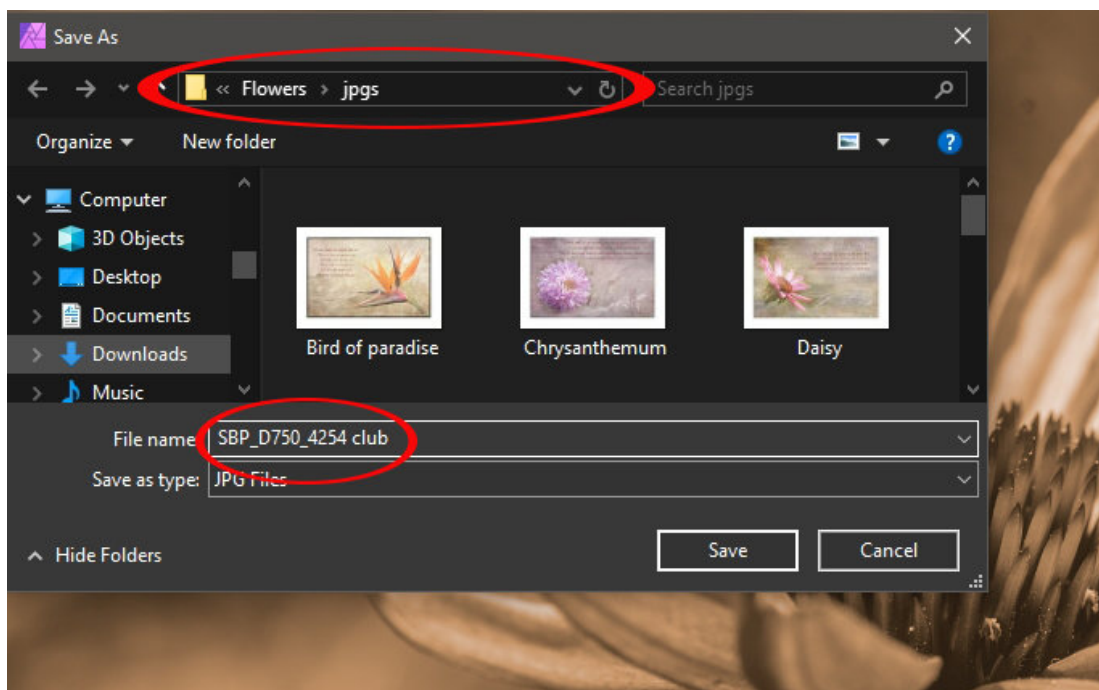 Save As
« Flowers › jpgs
Search jpgs
Organize
New folder
Computer
3D Objects
Desktop
Documents
Downloads
Music
Bird of paradise
Chrysanthemum
Daisy
File name:
SBP_D750_4254 club
Save as type:
JPG Files
Hide Folders
Save
Cancel